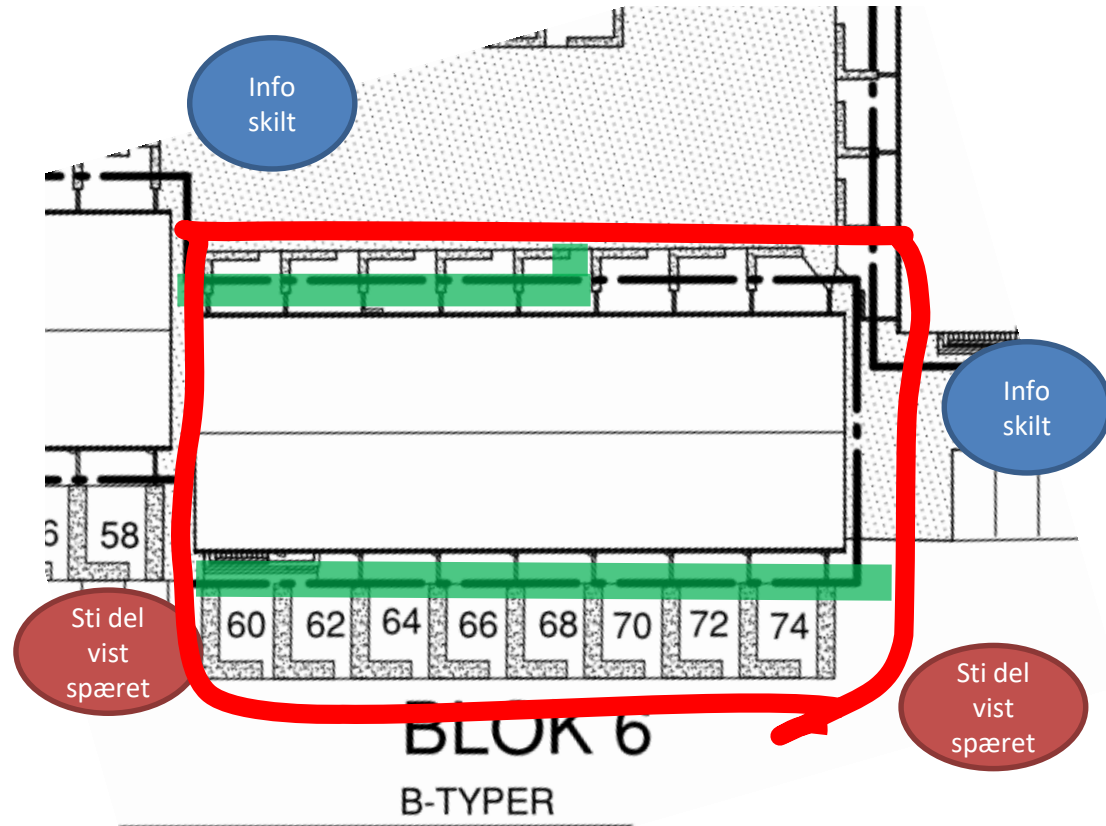 Info
skilt
Info
skilt
6
58
60
62
64
66
68
70
72
74
Sti del
vist
spæret
Sti del
vist
spæret
BLOK 6
B-TYPER